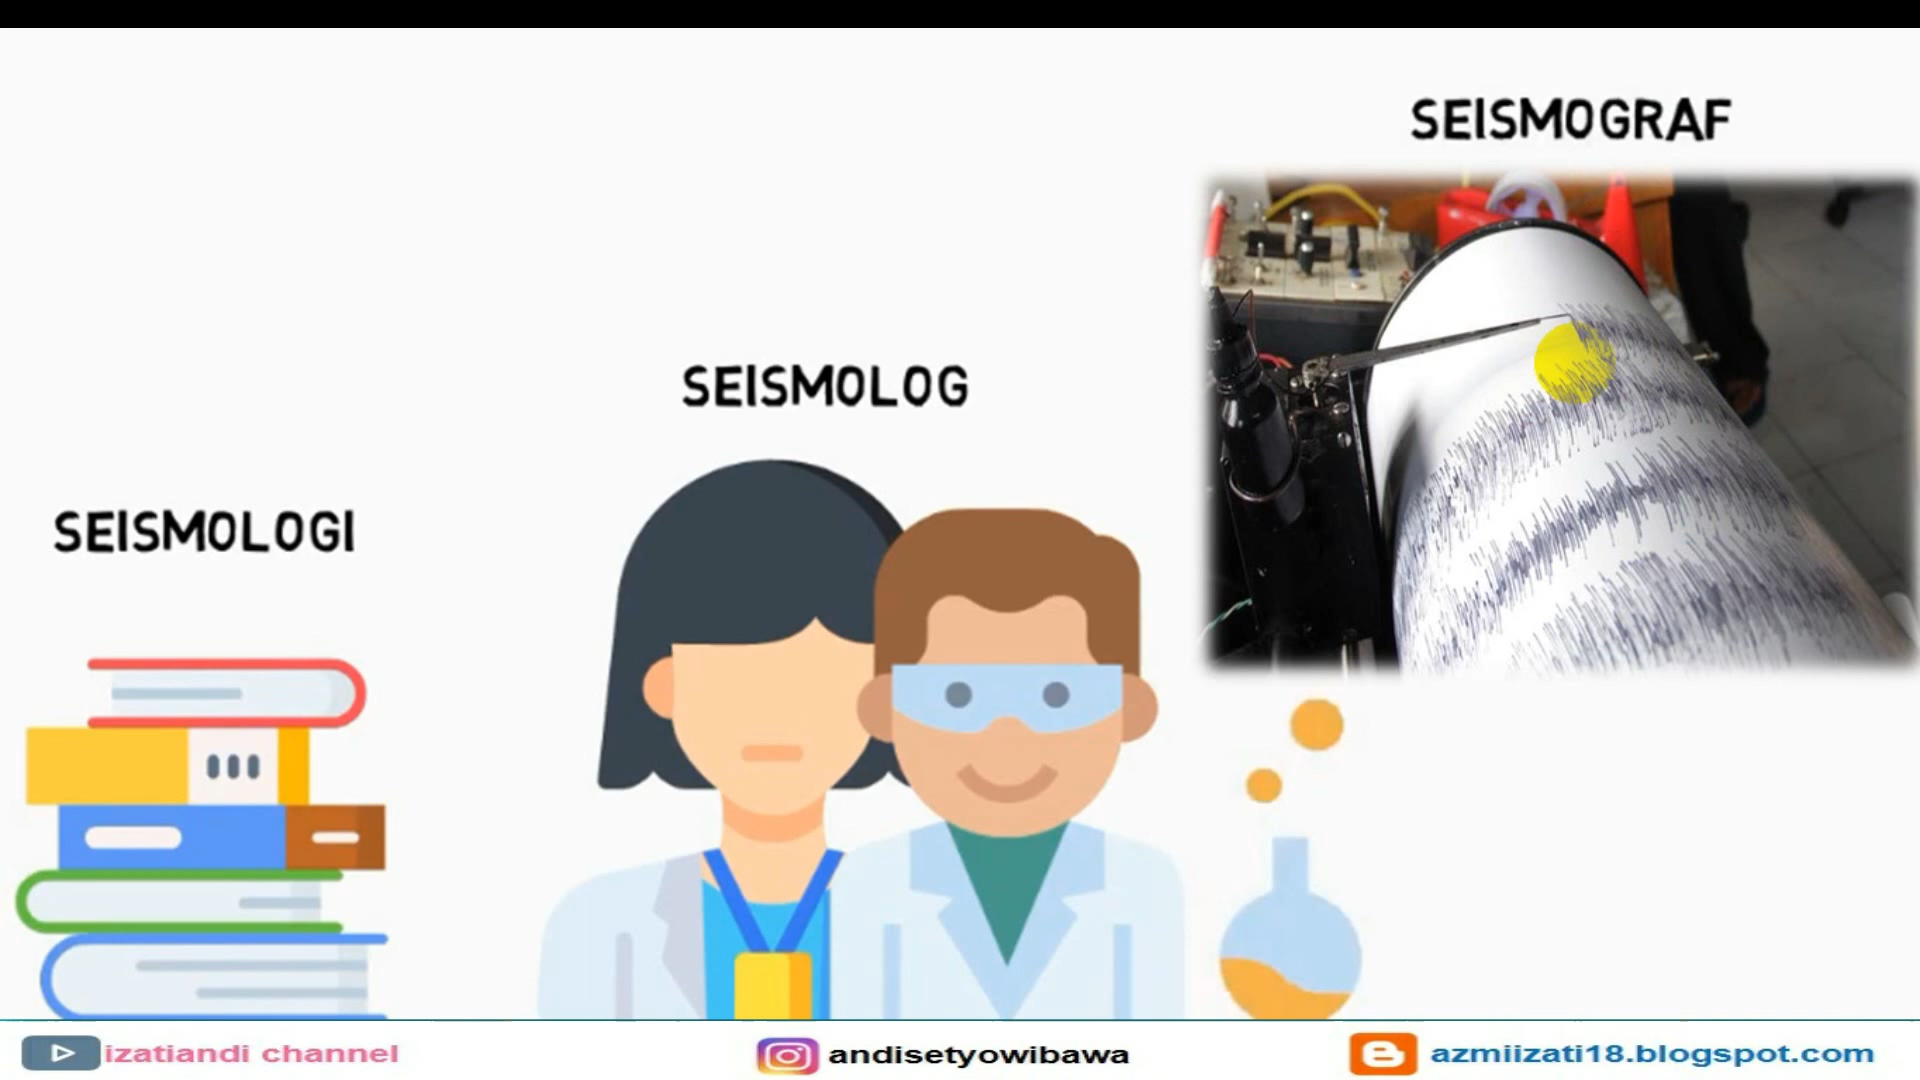 SEISMOGRAF
SEISMOLOG
SEISMOLOGI
izatiandi channel
andisetyowibawa
azmiizati18.blogspot.com